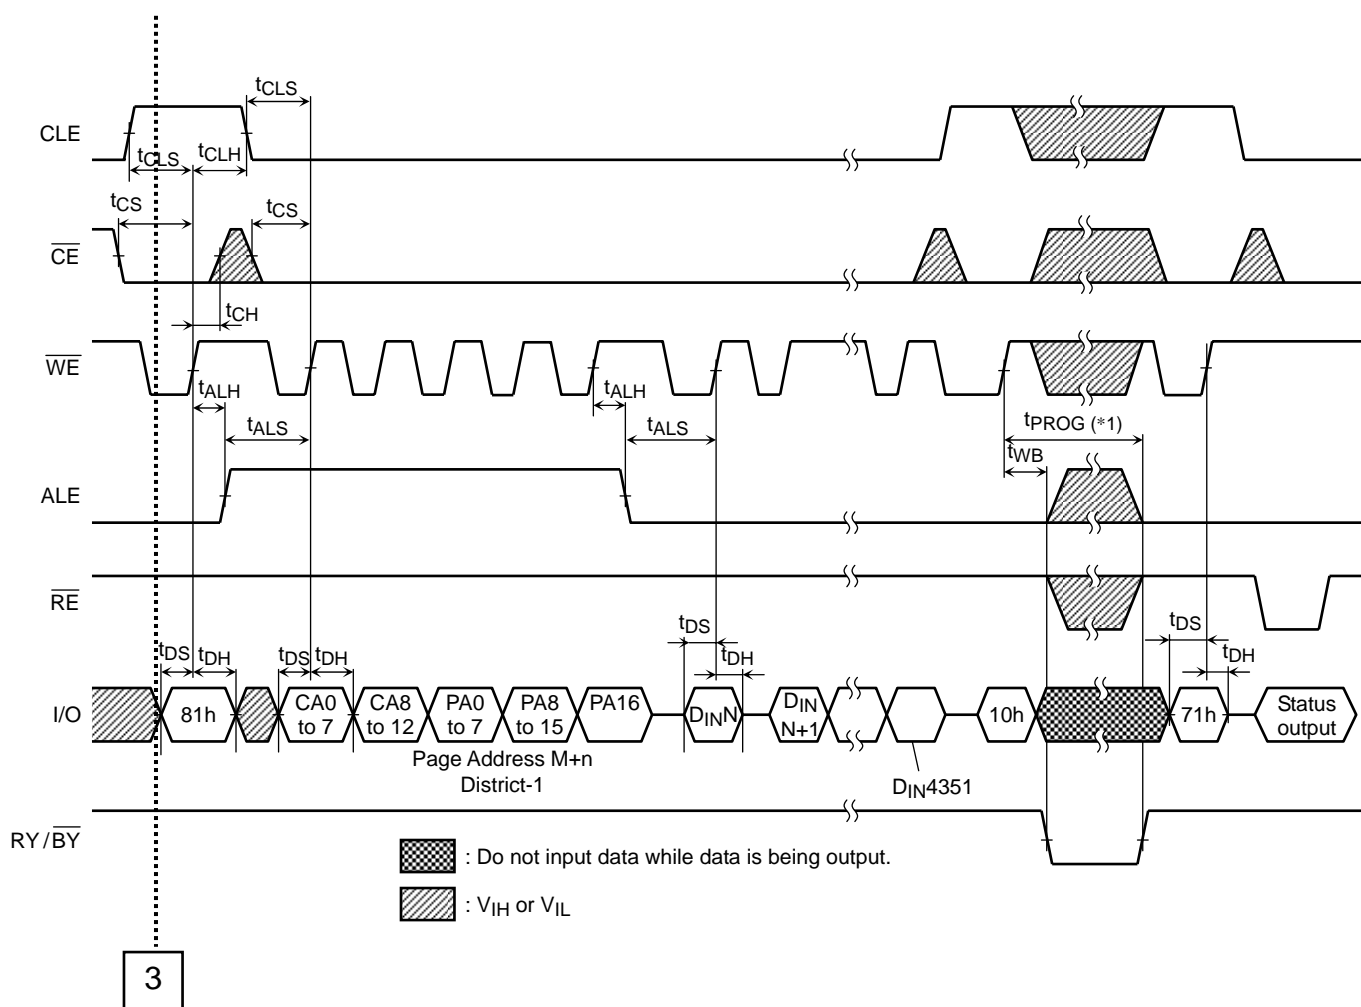 tCLS
CLE
tCLS
tCLH
tCS
tCS
CE
tCH
WE
tALH
tALH
tALS
tALS
tPROG (*1)
tWB
ALE
RE
tDS
tDH
tDS
tDH
tDS
tDH
tDS
tDH
I/O
81h
CA0 to 7
CA8 to 12
PA0 to 7
PA8 to 15
PA16
DINN
DIN N+1
10h
71h
Status output
Page Address M+n
District-1
DIN4351
RY/BY
: Do not input data while data is being output.
: VIH or VIL
3